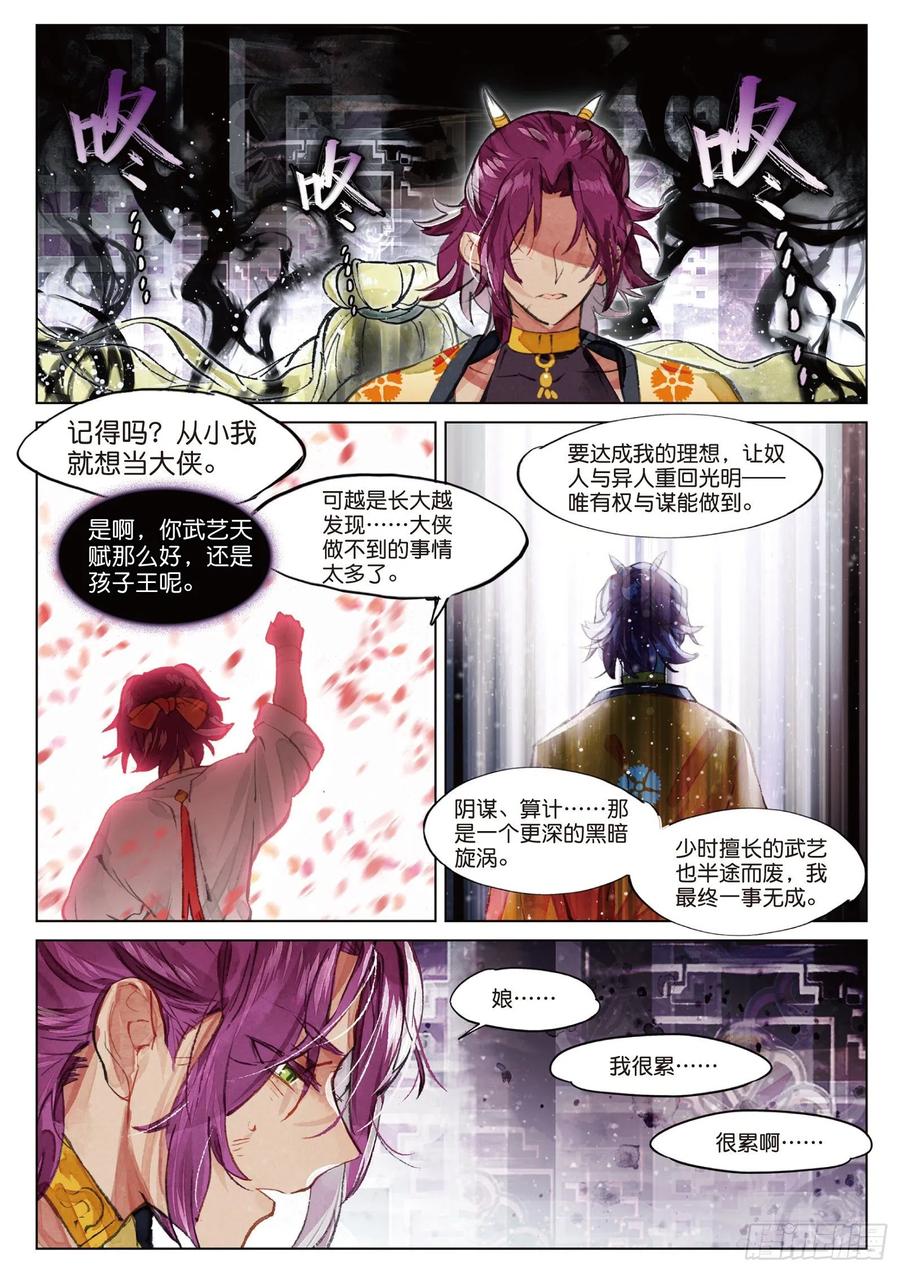 咚
咚
咚
记得吗？从小我
就想当大侠。
是啊，你武艺天
赋那么好，还是
孩子王呢。
可越是长大越
发现……大侠
做不到的事情
太多了。
要达成我的理想，让奴
人与异人重回光明——
唯有权与谋能做到。
阴谋、算计……那
是一个更深的黑暗
旋涡。
少时擅长的武艺
也半途而废，我
最终一事无成。
娘……
我很累……
很累啊……
腾讯动漫